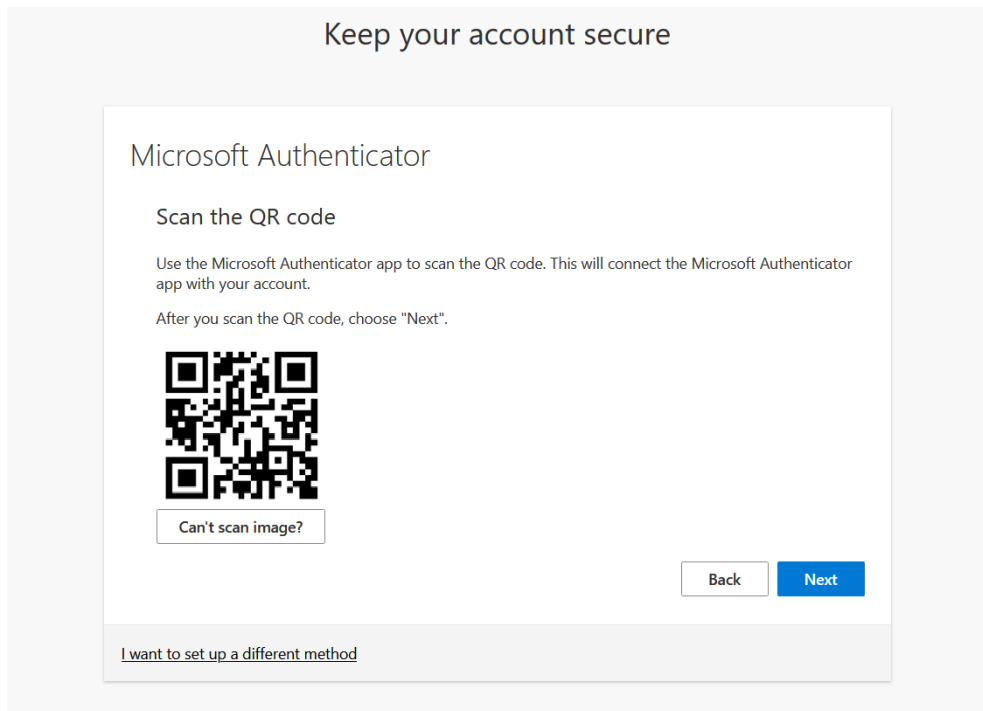 Keep your account secure
Microsoft Authenticator
Scan the QR code
Use the Microsoft Authenticator app to scan the QR code. This will connect the Microsoft Authenticator
app with your account.
After you scan the QR code, choose "Next".
Can't scan image?
Back
Next
I want to set up a different method